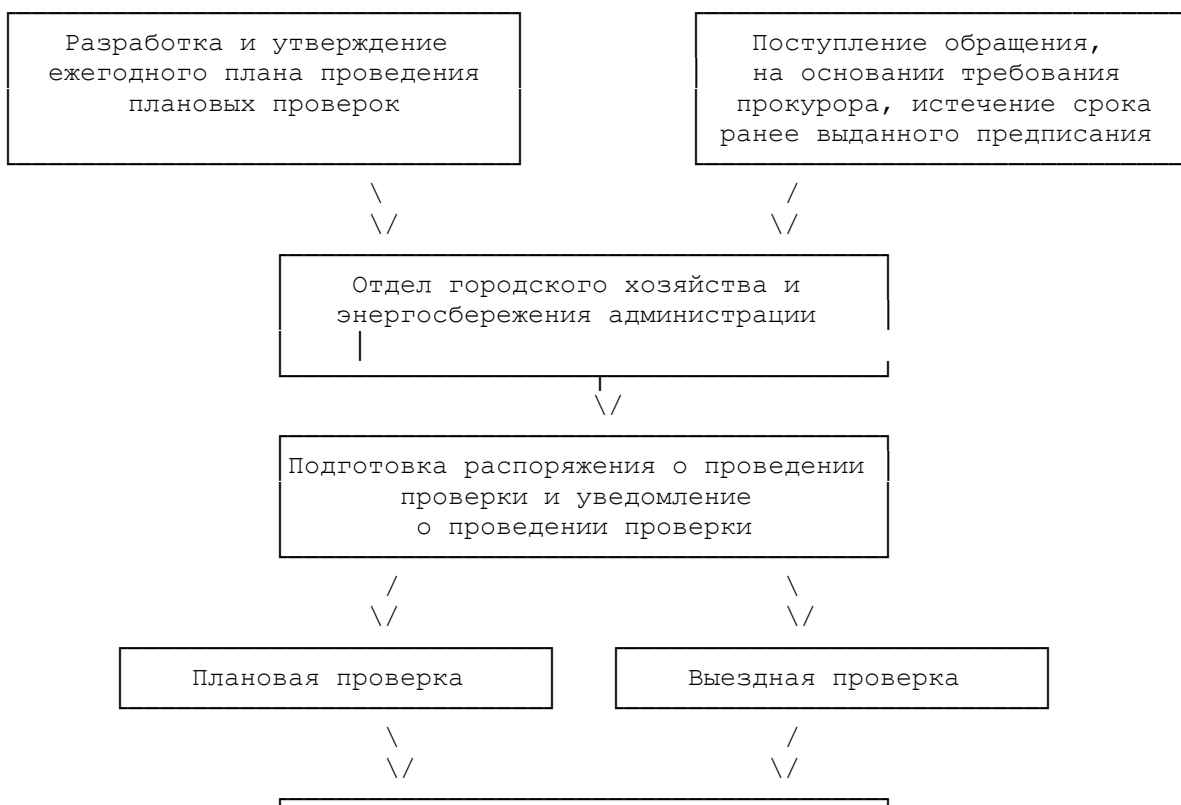 Разработка и утверждение
ежегодного плана проведения
плановых проверок
Поступление обращения,
на основании требования
прокурора, истечение срока
ранее выданного предписания
Отдел городского хозяйства и
энергосбережения администрации
Подготовка распоряжения о проведении
проверки и уведомление
о проведении проверки
Плановая проверка
Выездная проверка